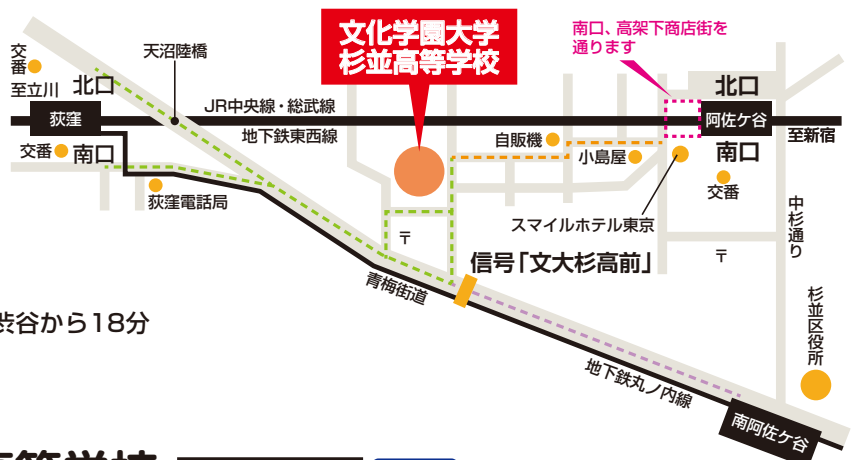 文化学園大学
杉並高等学校
南口、高架下商店街を
通ります
交番
天沼陸橋
至立川
北口
荻窪
JR中央線・総武線
地下鉄東西線
北口
阿佐ケ谷
至新宿
交番
南口
自販機
小島屋
南口
荻窪電話局
交番
スマイルホテル東京
中杉通り
〒
〒
信号「文大杉高前」
青梅街道
渋谷から18分
杉並区役所
地下鉄丸ノ内線
南阿佐ケ谷